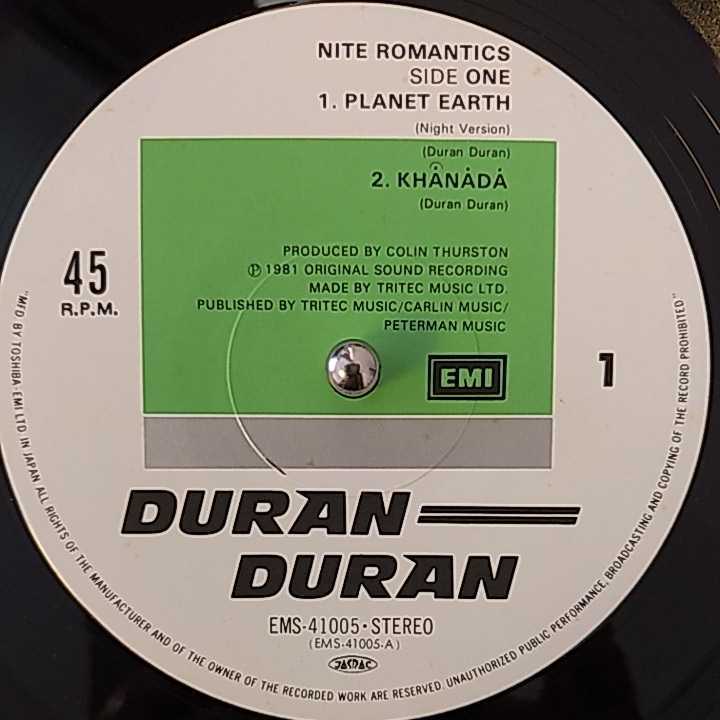 NITE ROMANTICS
SIDE ONE
1. PLANET EARTH
(Night Version)
(Duran Duran)
2. KHȦNȦDȦ
(Duran Duran)
45
R.P.M.
PRODUCED BY COLIN THURSTON
Ⓟ 1981 ORIGINAL SOUND RECORDING
MADE BY TRITEC MUSIC LTD.
PUBLISHED BY TRITEC MUSIC/CARLIN MUSIC/
PETERMAN MUSIC
EMI
1
DURAN
DURAN
EMS-41005・STEREO
(EMS-41005-A)
JASRAC
"MFD BY TOSHIBA-EMI LTD. IN JAPAN ALL RIGHTS OF THE MANUFACTURER AND OF THE OWNER OF THE RECORDED WORK ARE RESERVED. UNAUTHORIZED PUBLIC PERFORMANCE, BROADCASTING AND COPYING OF THE RECORD PROHIBITED"